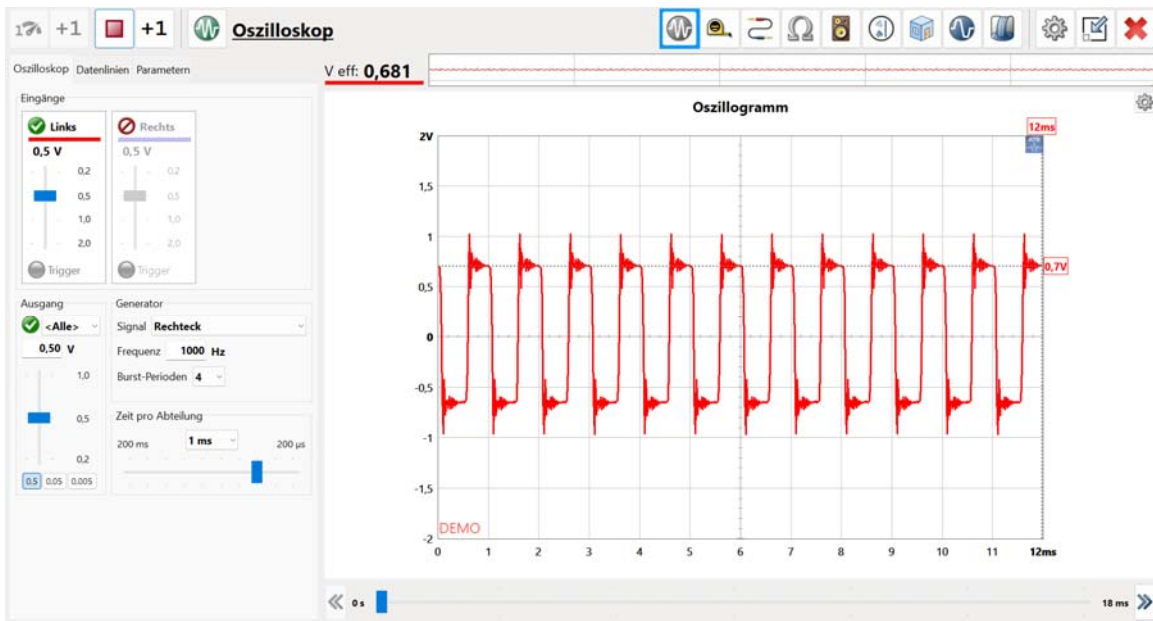 +1 +1 Oszilloskop
Oszilloskop Datenlinien Parametern
V eff: 0,681
Eingänge
Links
0,5 V
0,2
0,5
1,0
2,0
Trigger
Rechts
0,5 V
0,2
0,5
1,0
2,0
Trigger
Ausgang
<Alle>
0,50 V
1,0
0,5
0,2
0.5 0.05 0.005
Generator
Signal Rechteck
Frequenz 1000 Hz
Burst-Perioden 4
Zeit pro Abteilung
200 ms 1 ms 200 µs
Oszillogramm
12ms
2V
1,5
1
0,7V
0,5
0
-0,5
-1
-1,5
DEMO
-2
0 1 2 3 4 5 6 7 8 9 10 11 12ms
0 s 18 ms